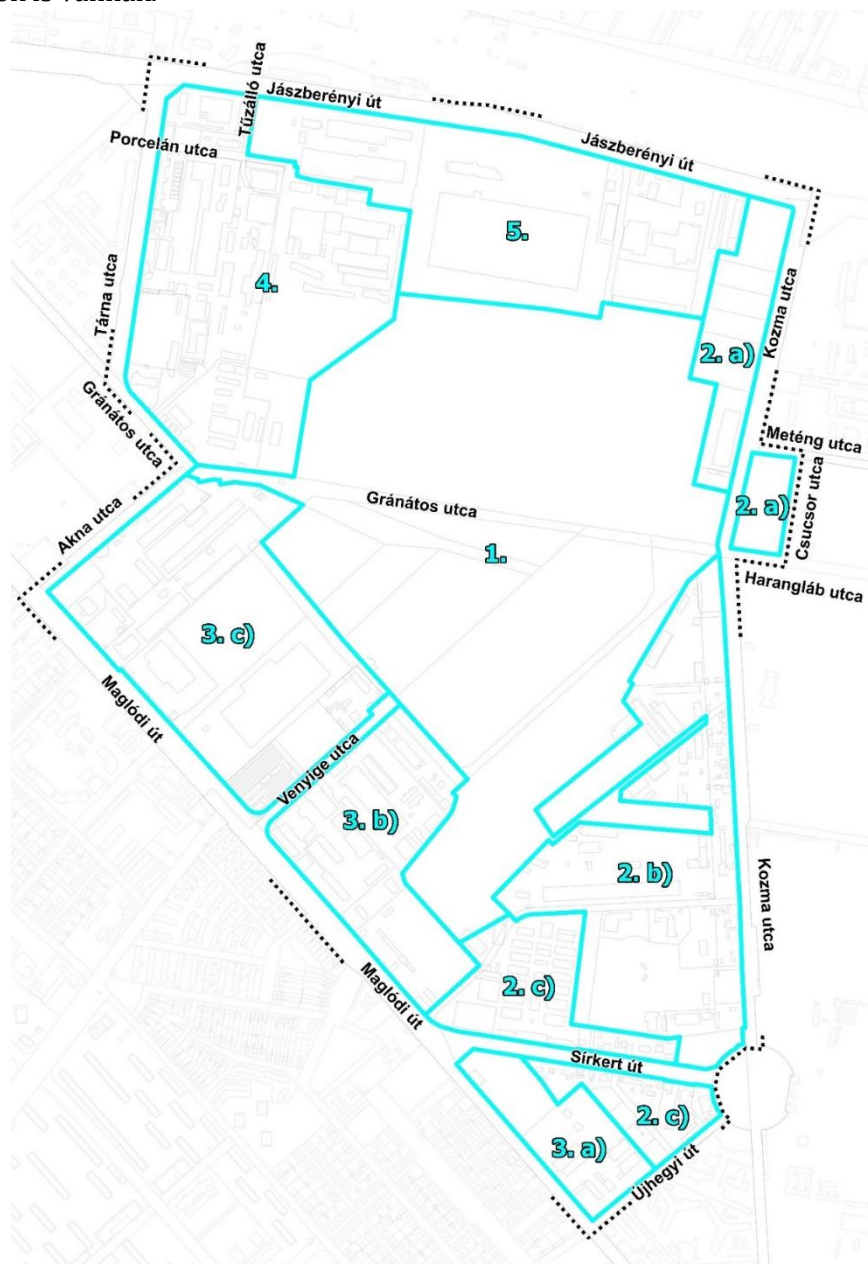 Jászberényi út
Tűzálló utca
Porcelán utca
Jászberényi út
5.
4.
Tárna utca
Kozma utca
2. a)
Gránátos utca
Meténg utca
2. a)
Csucsor utca
Gránátos utca
Akna utca
1.
Harangláb utca
3. c)
Maglódi út
Venyige utca
3. b)
2. b)
Kozma utca
2. c)
Maglódi út
Sírkert út
2. c)
3. a)
Újhegyi út